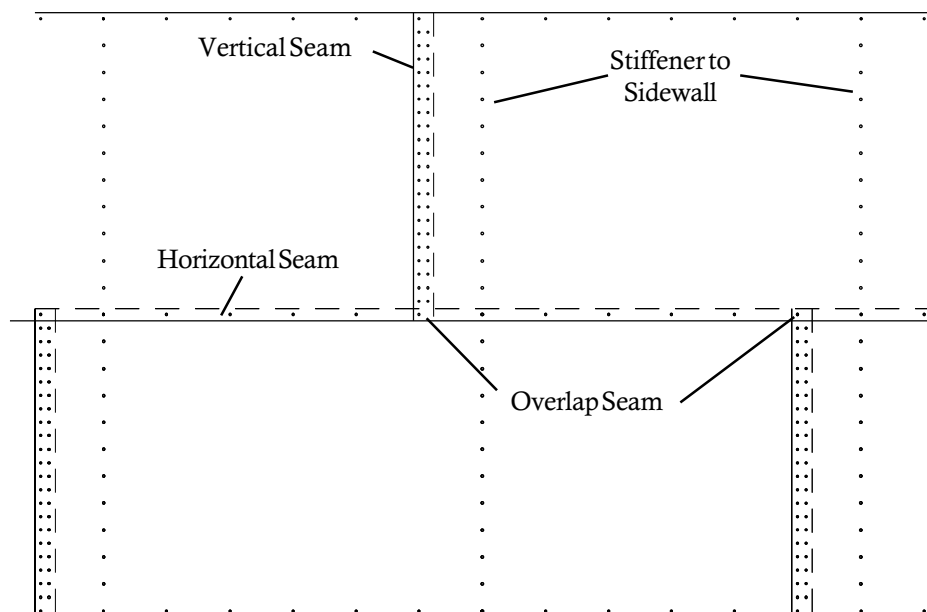 Vertical Seam
Stiffener to
Sidewall
Horizontal Seam
Overlap Seam